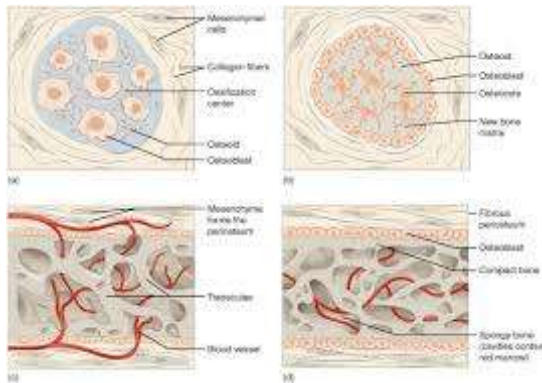 Mesenchymal
cells
Collagen fibers
Ossification
center
Osteoid
Osteoblast
(a)
Osteoid
Osteoblast
Osteocyte
New bone
matrix
(b)
Mesenchyme
forms the
periosteum
Trabeculae
Blood vessel
(c)
Fibrous
periosteum
Osteoblast
Compact bone
Spongy bone
(cavities contain
red marrow)
(d)